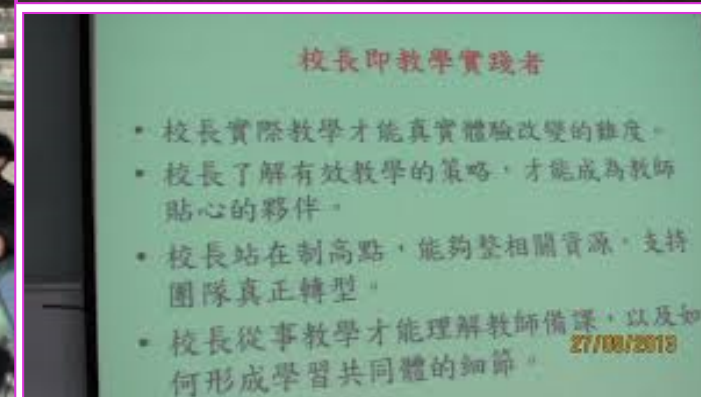 校長即教學實踐者
• 校長實際教學才能真實體驗改變的難度。
• 校長了解有效教學的策略，才能成為教師
貼心的夥伴。
• 校長站在制高點，能夠整相關資源，支持
團隊真正轉型。
• 校長從事教學才能理解教師備課，以及如
何形成學習共同體的細節。
27/08/2013